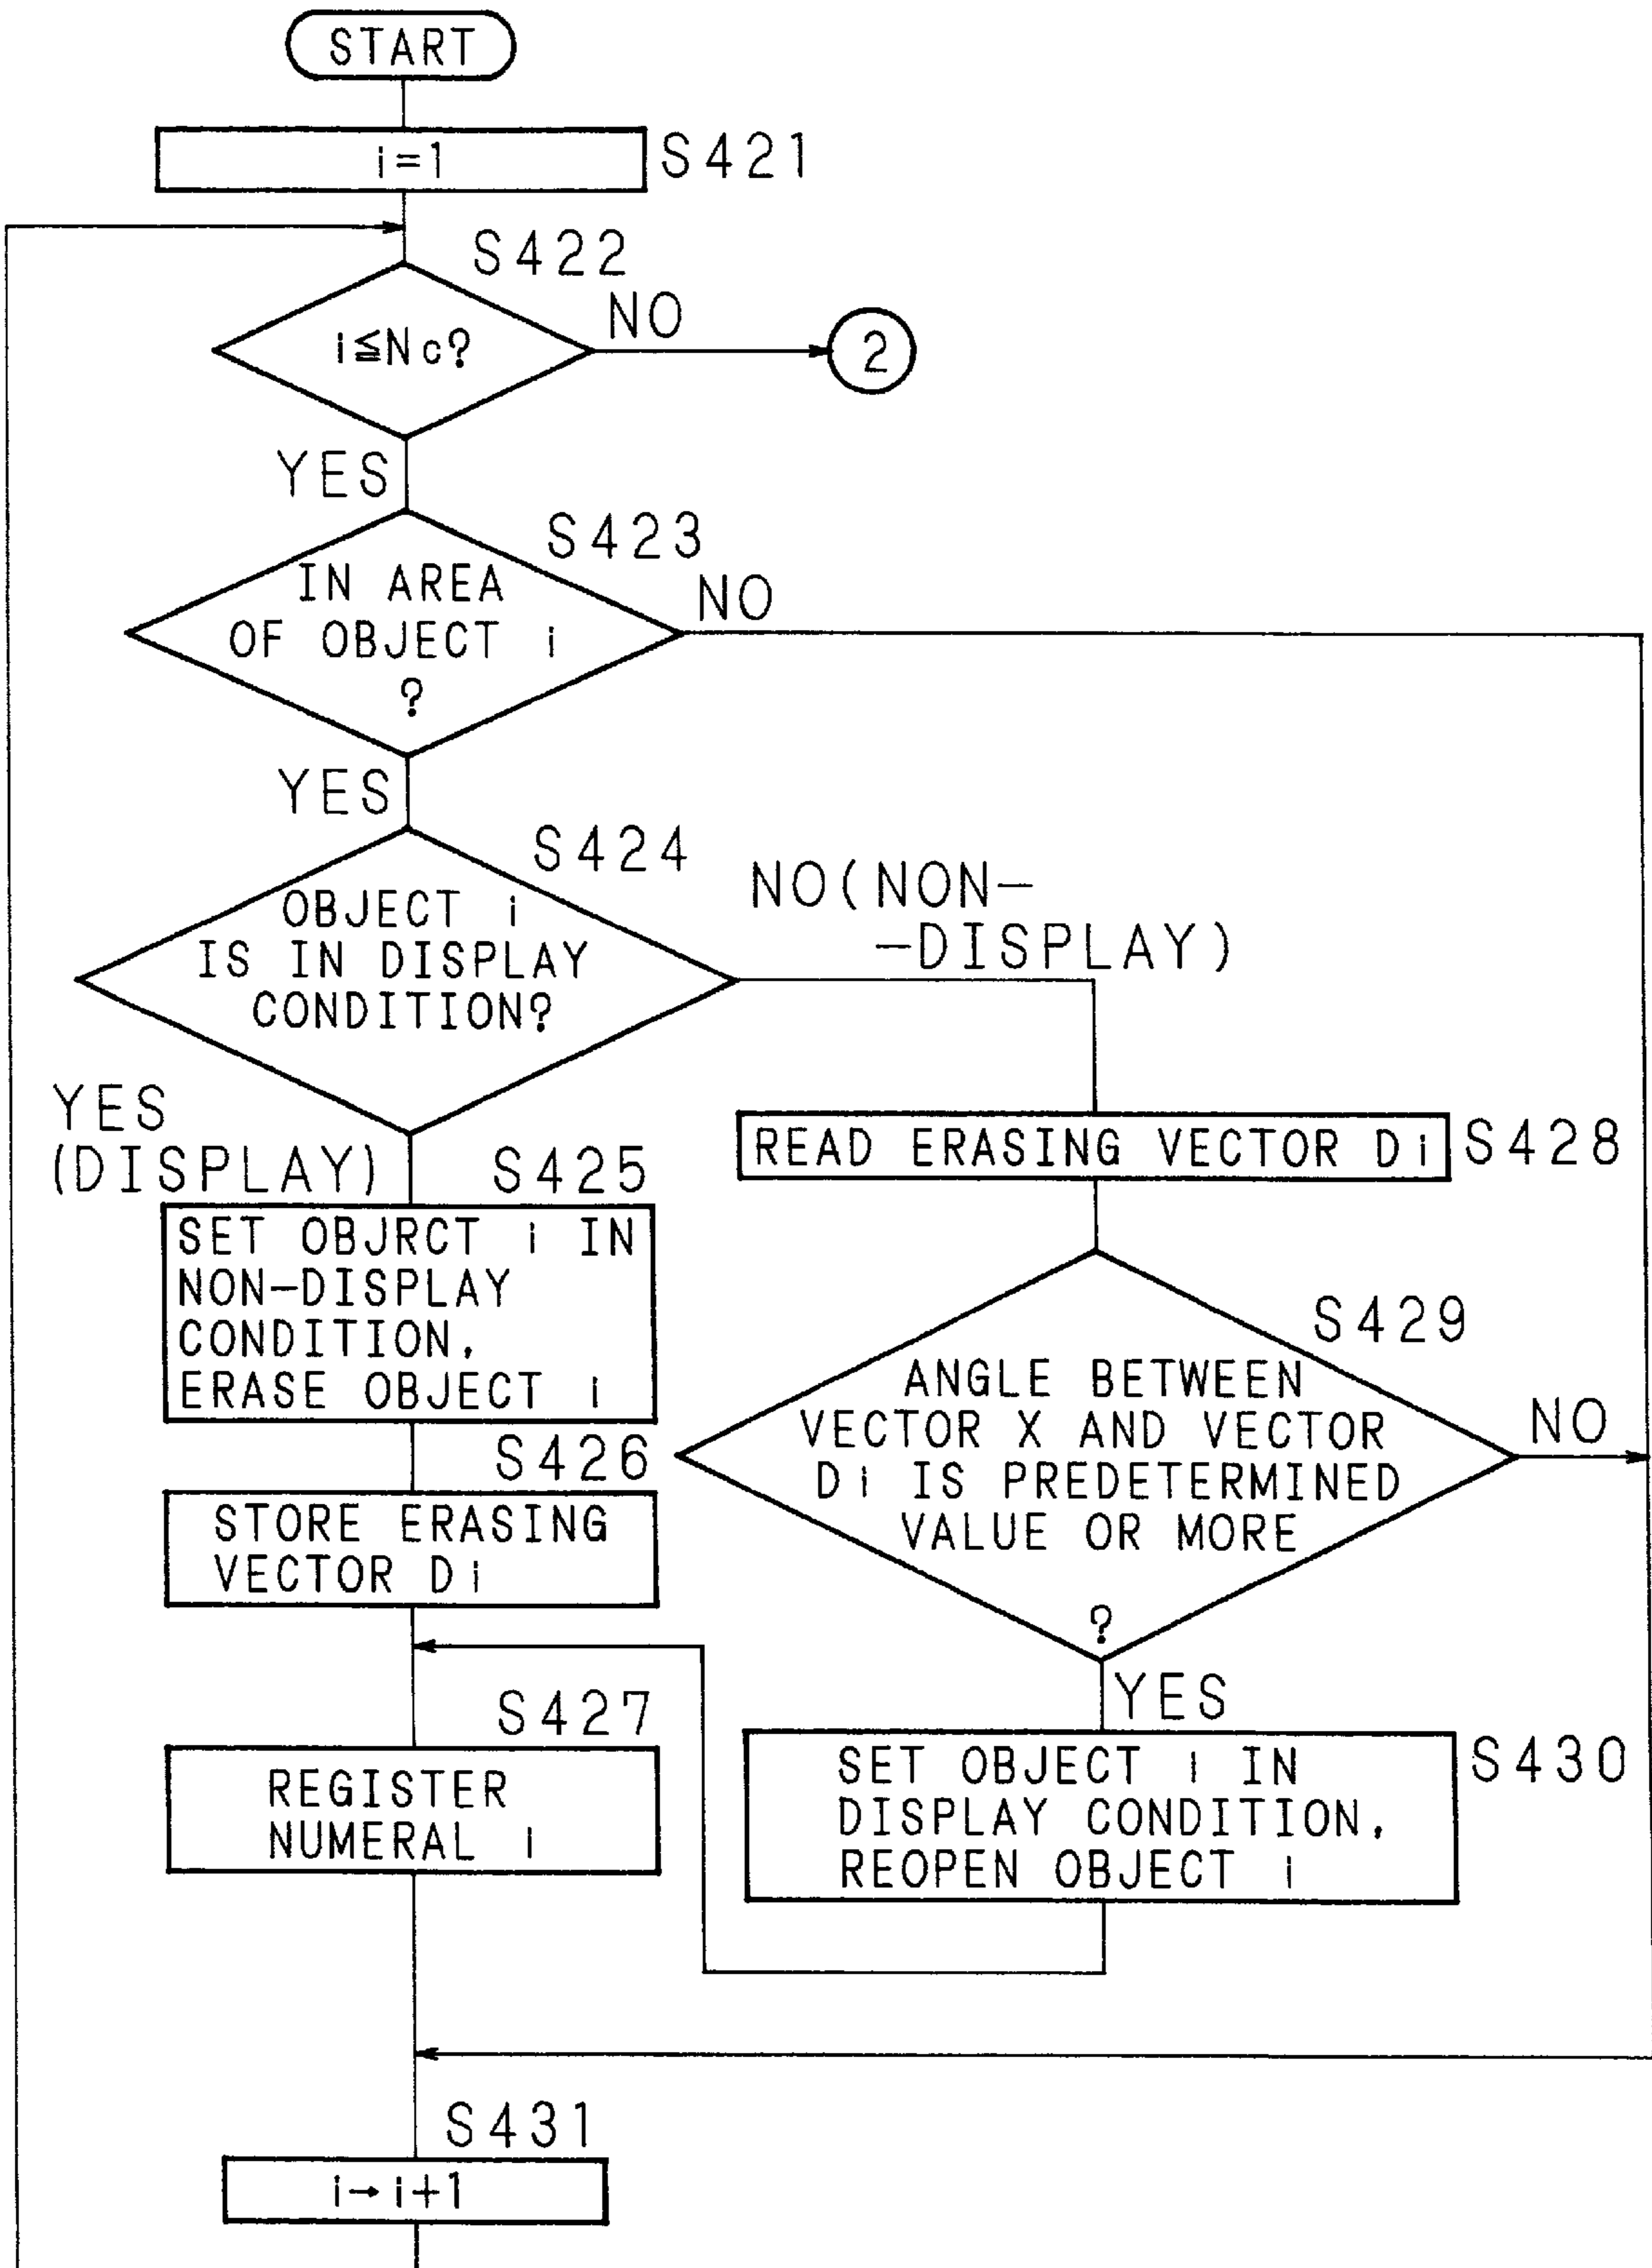 START
i=1
S421
S422
i≦Nc?
NO
2
YES
S423
IN AREA
OF OBJECT i
?
NO
YES
S424
OBJECT i
IS IN DISPLAY
CONDITION?
NO(NON-
-DISPLAY)
YES
(DISPLAY)
S425
SET OBJRCT i IN
NON-DISPLAY
CONDITION,
ERASE OBJECT i
S426
STORE ERASING
VECTOR Di
S427
REGISTER
NUMERAL i
READ ERASING VECTOR Di
S428
S429
ANGLE BETWEEN
VECTOR X AND VECTOR
Di IS PREDETERMINED
VALUE OR MORE
?
NO
YES
SET OBJECT i IN
DISPLAY CONDITION,
REOPEN OBJECT i
S430
S431
i→i+1